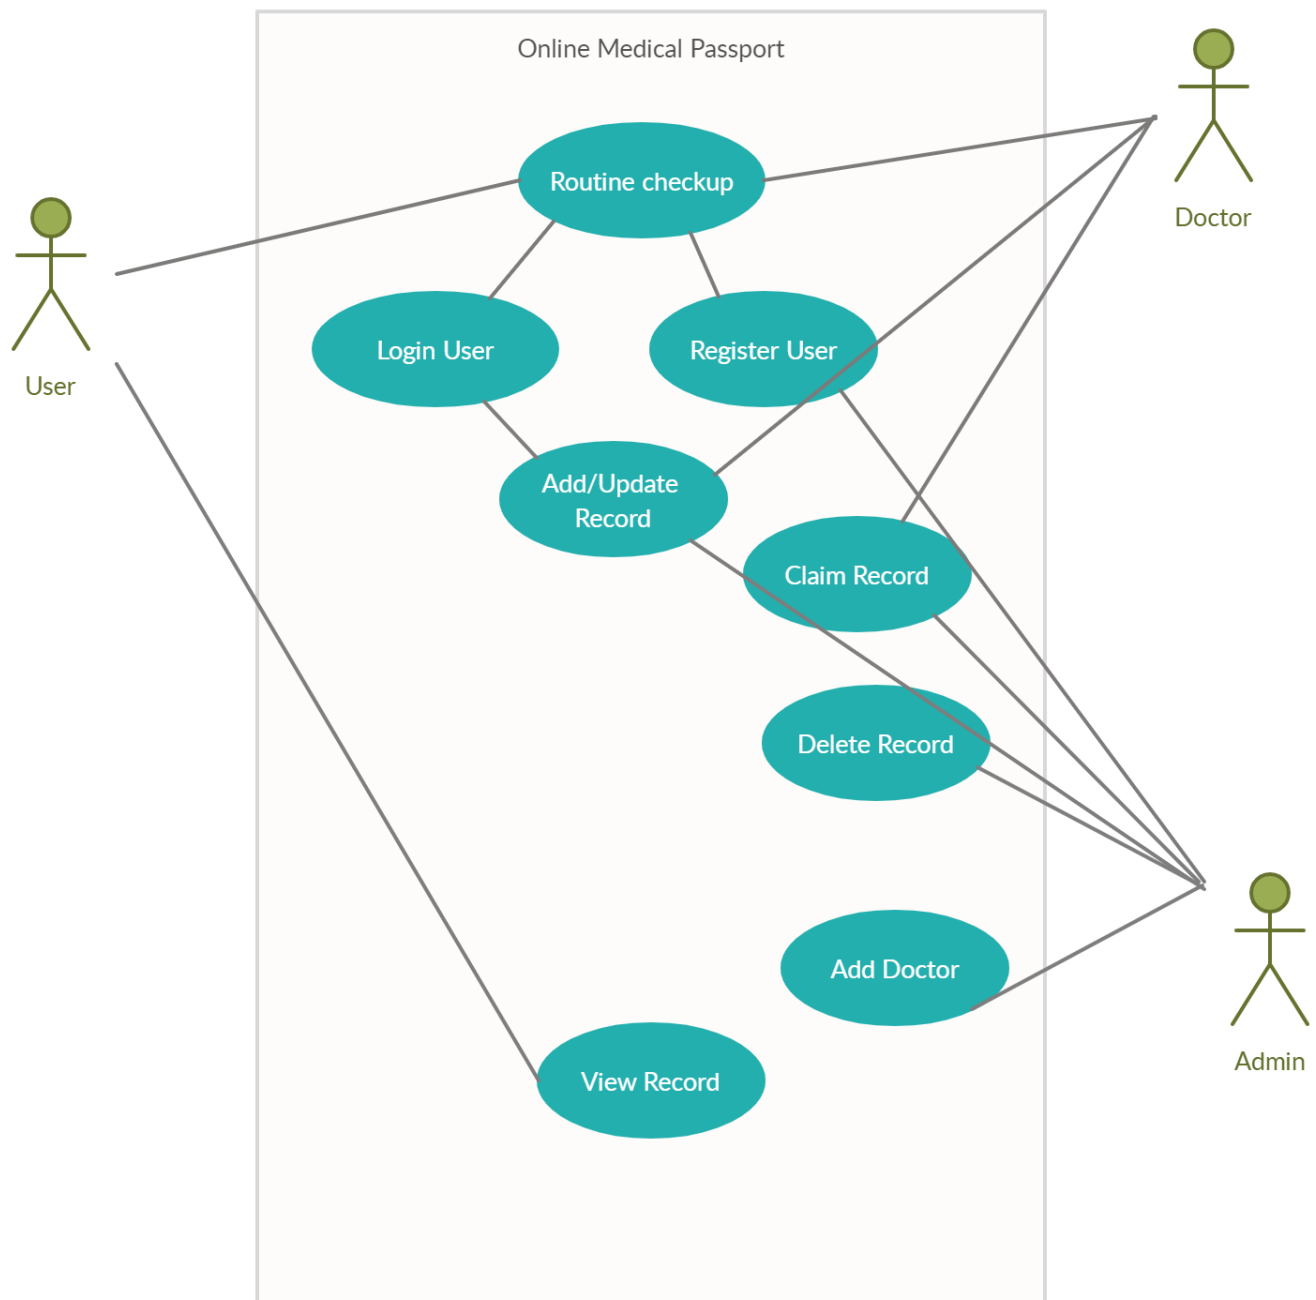 Online Medical Passport
Routine checkup
Doctor
User
Login User
Register User
Add/Update
Record
Claim Record
Delete Record
Add Doctor
Admin
View Record